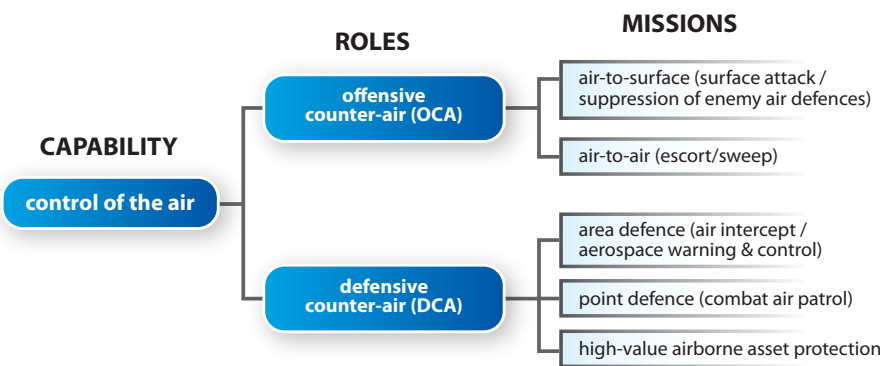 ROLES
MISSIONS
CAPABILITY
control of the air
offensive
counter-air (OCA)
air-to-surface (surface attack /
suppression of enemy air defences)
air-to-air (escort/sweep)
defensive
counter-air (DCA)
area defence (air intercept /
aerospace warning & control)
point defence (combat air patrol)
high-value airborne asset protection